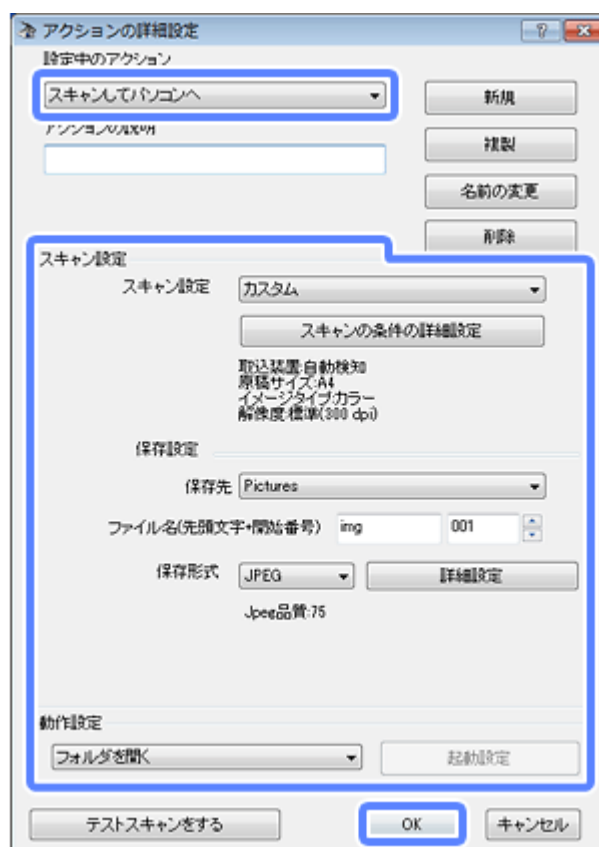 アクションの詳細設定
設定中のアクション
スキャンしてパソコンへ
新規
アクションの説明
複製
名前の変更
削除
スキャン設定
スキャン設定
カスタム
スキャンの条件の詳細設定
取込装置:自動検知
原稿サイズ:A4
イメージタイプ:カラー
解像度:標準(300 dpi)
保存設定
保存先
Pictures
ファイル名(先頭文字+開始番号) img 001
保存形式
JPEG
詳細設定
Jpeg品質:75
動作設定
フォルダを開く
起動設定
テストスキャンをする
OK
キャンセル